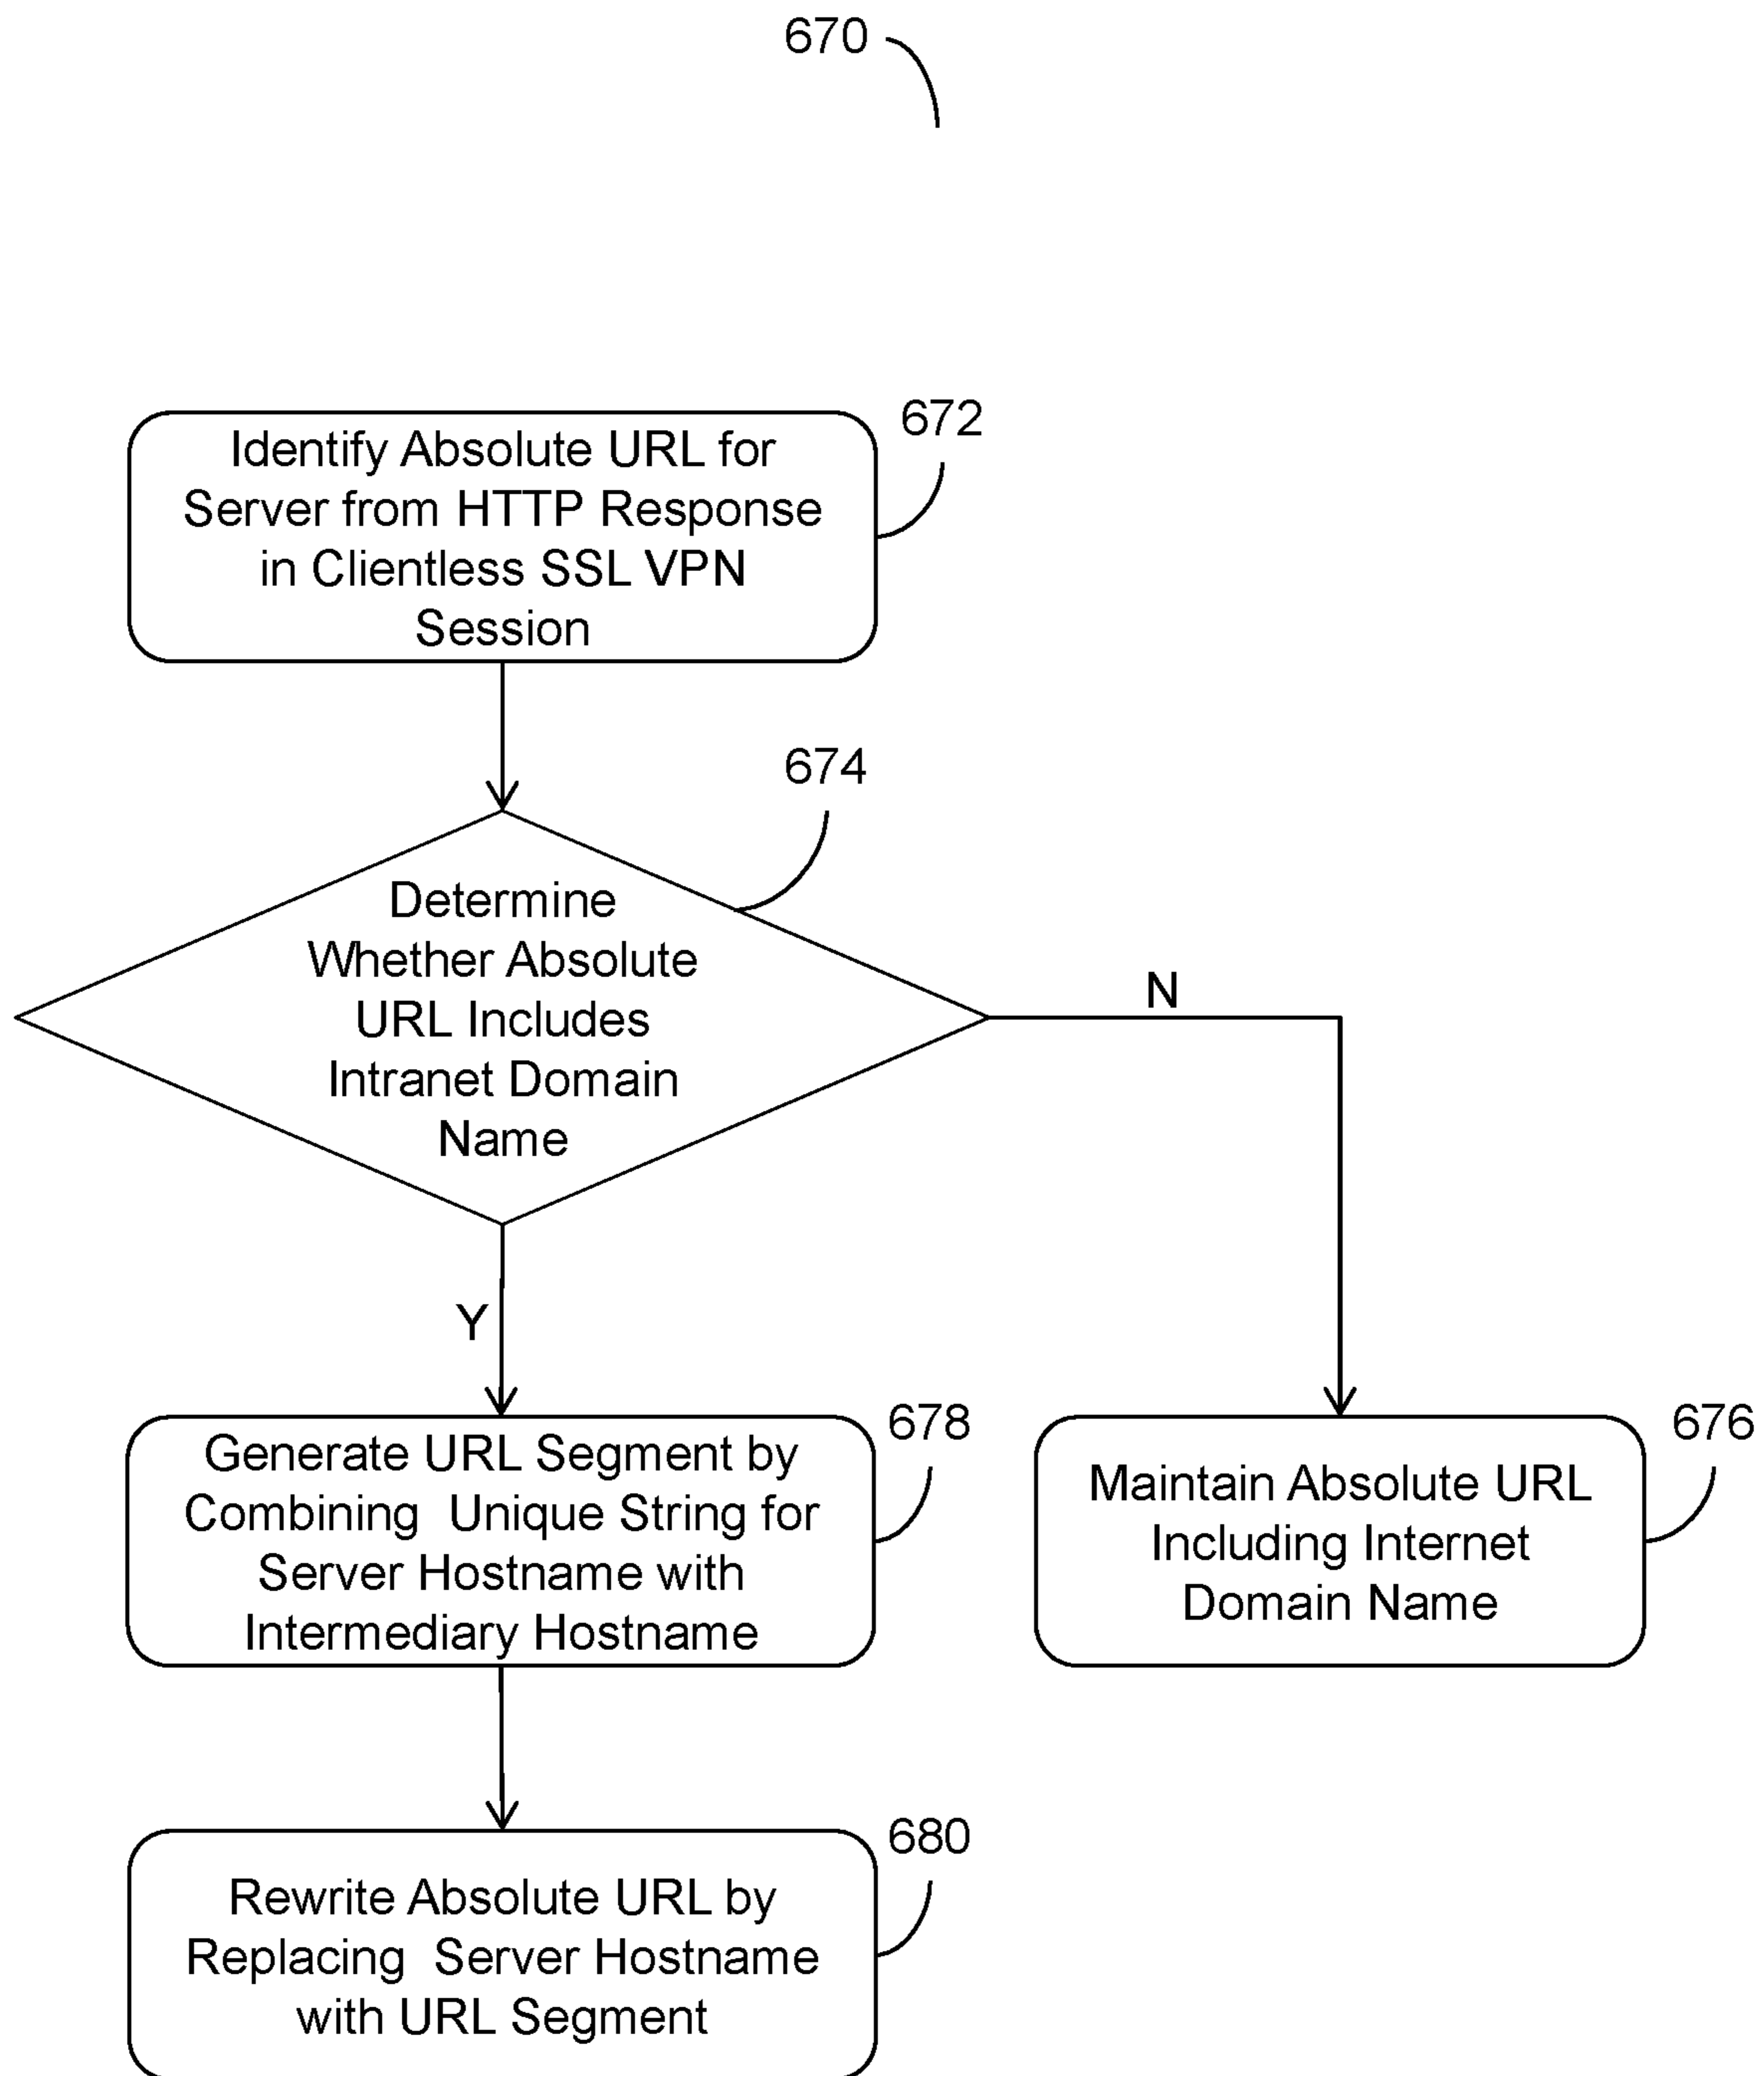 670
Identify Absolute URL for
Server from HTTP Response
in Clientless SSL VPN
Session
672
674
Determine
Whether Absolute
URL Includes
Intranet Domain
Name
N
Y
Generate URL Segment by
Combining Unique String for
Server Hostname with
Intermediary Hostname
678
Maintain Absolute URL
Including Internet
Domain Name
676
Rewrite Absolute URL by
Replacing Server Hostname
with URL Segment
680